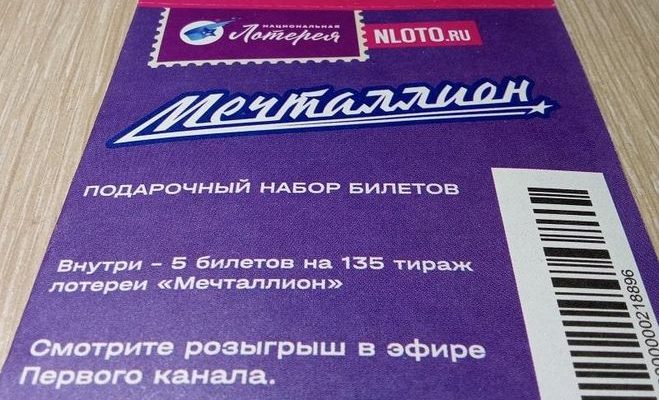 НАЦИОНАЛЬНАЯ
Лотерея
NLOTO.RU
Мечталлион
ПОДАРОЧНЫЙ НАБОР БИЛЕТОВ
Внутри – 5 билетов на 135 тираж
лотереи «Мечталлион»
Смотрите розыгрыш в эфире
Первого канала.